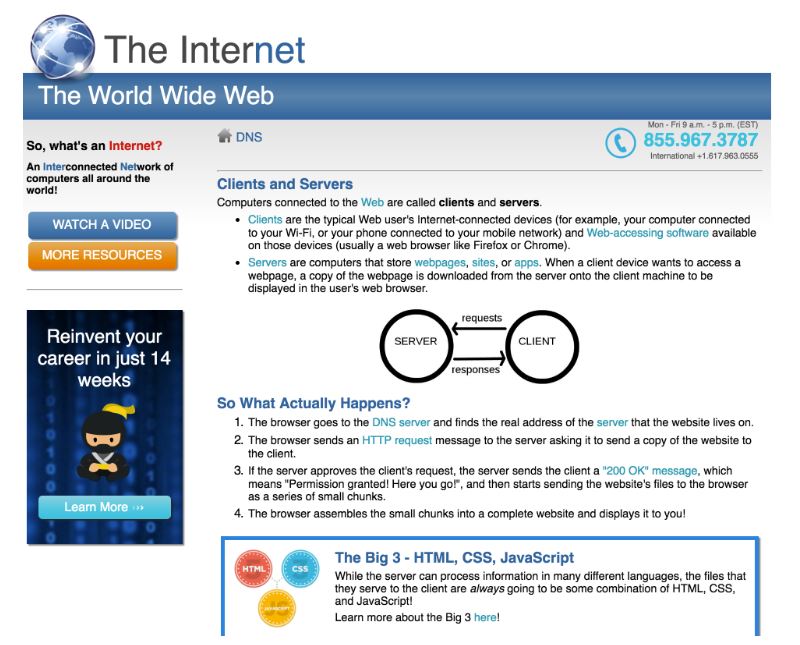 The Internet
The World Wide Web
So, what's an Internet?
An Interconnected Network of
computers all around the
world!
WATCH A VIDEO
MORE RESOURCES
Reinvent your
career in just 14
weeks
Learn More ›››
DNS
Mon - Fri 9 a.m. - 5 p.m. (EST)
855.967.3787
International +1.617.963.0555
Clients and Servers
Computers connected to the Web are called clients and servers.
• Clients are the typical Web user's Internet-connected devices (for example, your computer connected
to your Wi-Fi, or your phone connected to your mobile network) and Web-accessing software available
on those devices (usually a web browser like Firefox or Chrome).
• Servers are computers that store webpages, sites, or apps. When a client device wants to access a
webpage, a copy of the webpage is downloaded from the server onto the client machine to be
displayed in the user's web browser.
requests
SERVER
CLIENT
responses
So What Actually Happens?
1. The browser goes to the DNS server and finds the real address of the server that the website lives on.
2. The browser sends an HTTP request message to the server asking it to send a copy of the website to
the client.
3. If the server approves the client's request, the server sends the client a "200 OK" message, which
means "Permission granted! Here you go!", and then starts sending the website's files to the browser
as a series of small chunks.
4. The browser assembles the small chunks into a complete website and displays it to you!
HTML
CSS
JAVASCRIPT
The Big 3 - HTML, CSS, JavaScript
While the server can process information in many different languages, the files that
they serve to the client are always going to be some combination of HTML, CSS,
and JavaScript!
Learn more about the Big 3 here!